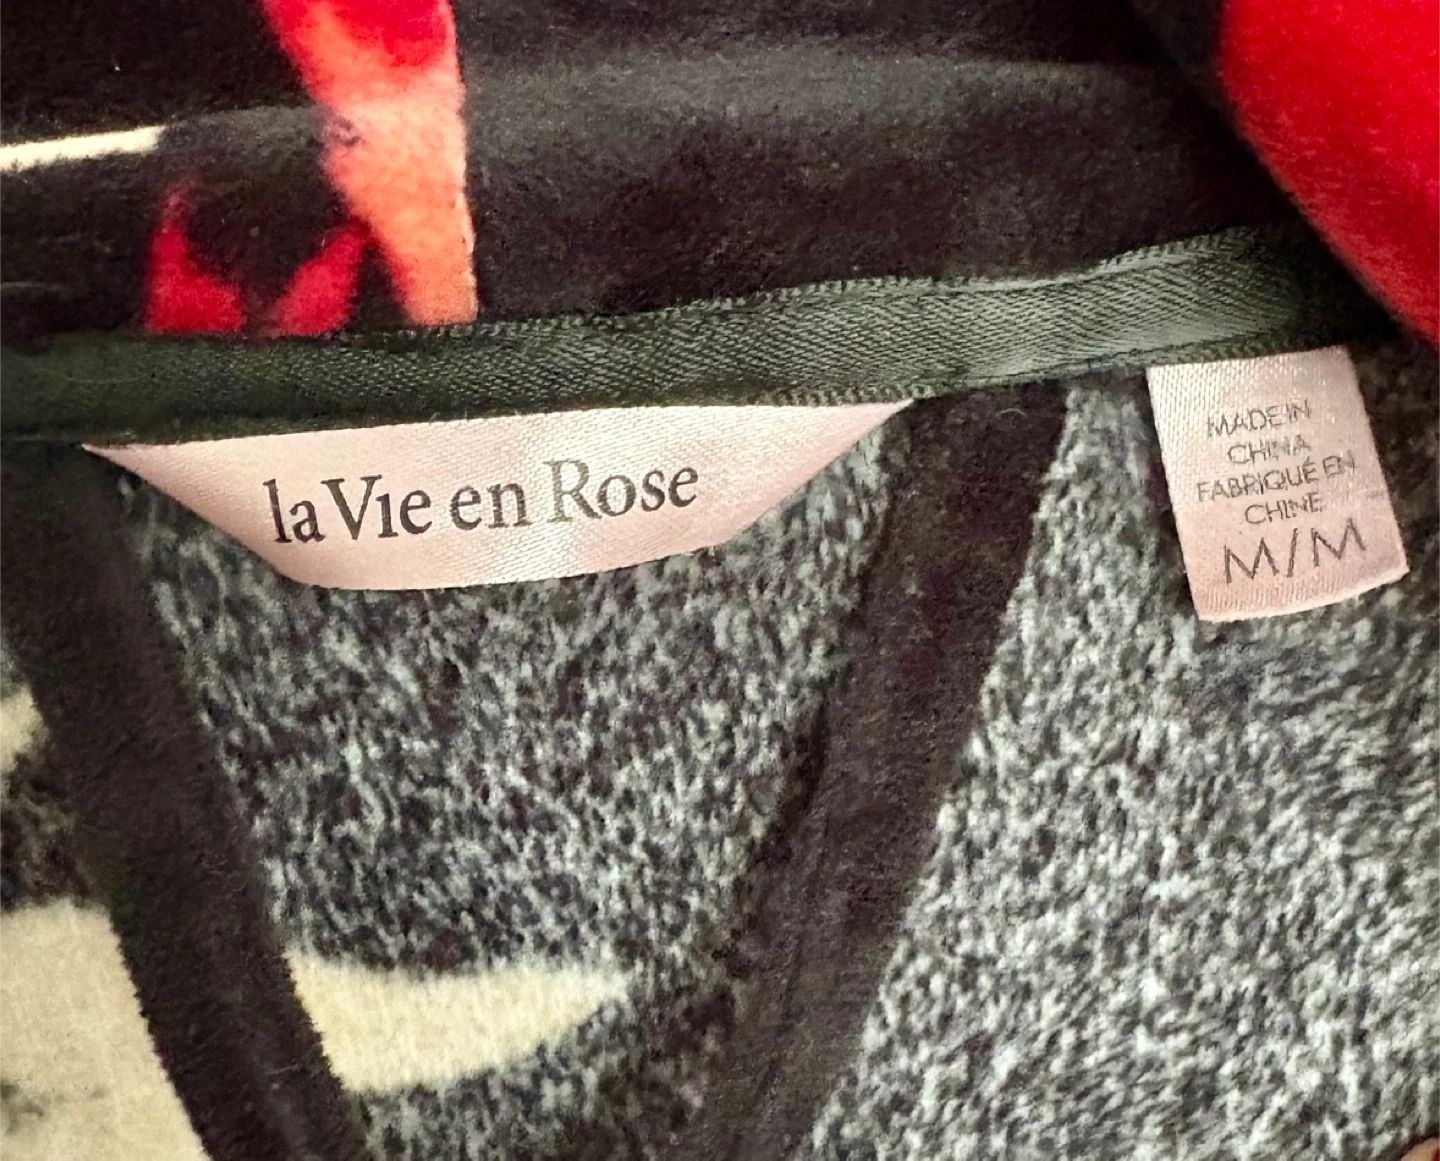 la Vie en Rose
MADE IN
CHINA
FABRIQUÉ EN
CHINE
M/M